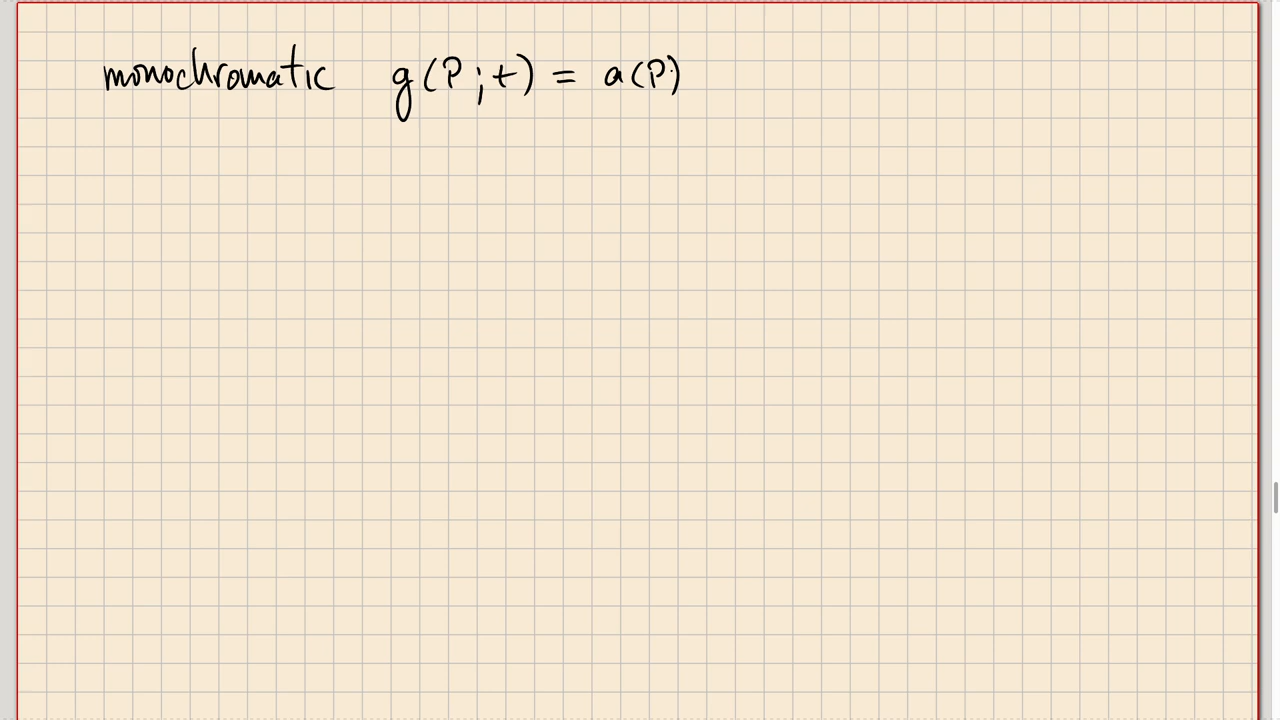 monochromatic g(P;t) = a(P)